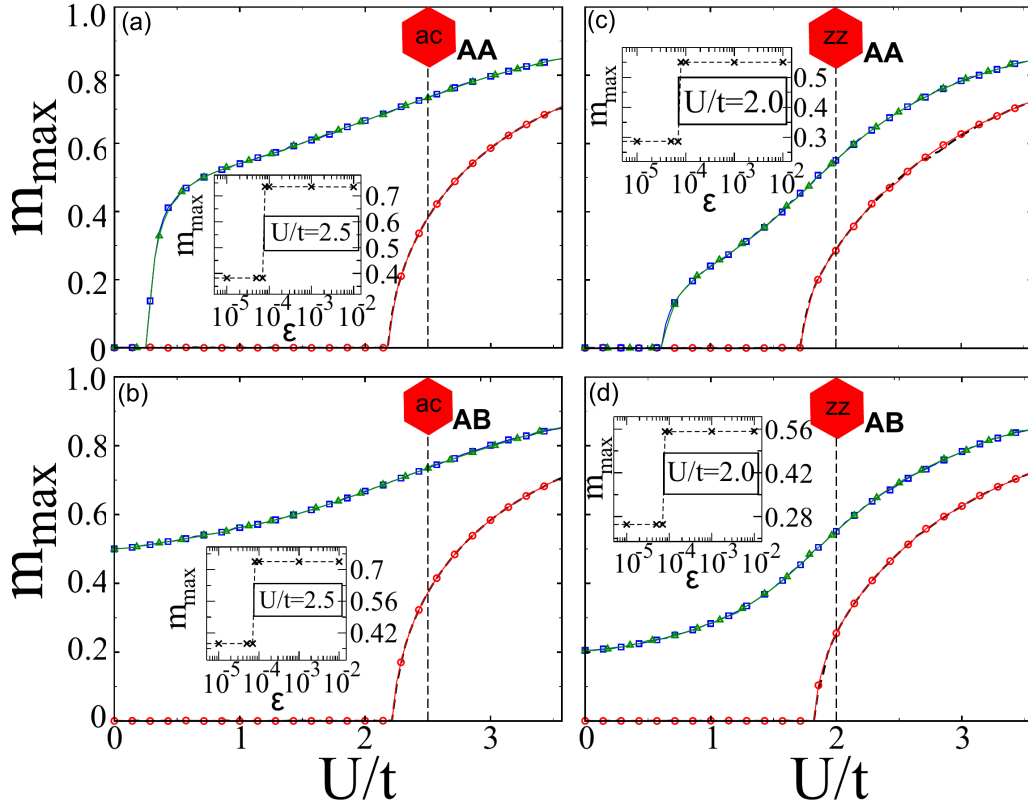 (a)
1.0
0.8
0.6
0.4
0.2
0
m_max
ac
AA
m_max
0.7
0.6
0.5
0.4
U/t=2.5
10^-5 10^-4 10^-3 10^-2
ε
(c)
zz
AA
m_max
0.5
0.4
0.3
U/t=2.0
10^-5 10^-4 10^-3 10^-2
ε
(b)
1.0
0.8
0.6
0.4
0.2
0
m_max
ac
AB
m_max
0.7
0.56
0.42
U/t=2.5
10^-5 10^-4 10^-3 10^-2
ε
0 1 2 3
U/t
(d)
zz
AB
m_max
0.56
0.42
0.28
U/t=2.0
10^-5 10^-4 10^-3 10^-2
ε
0 1 2 3
U/t